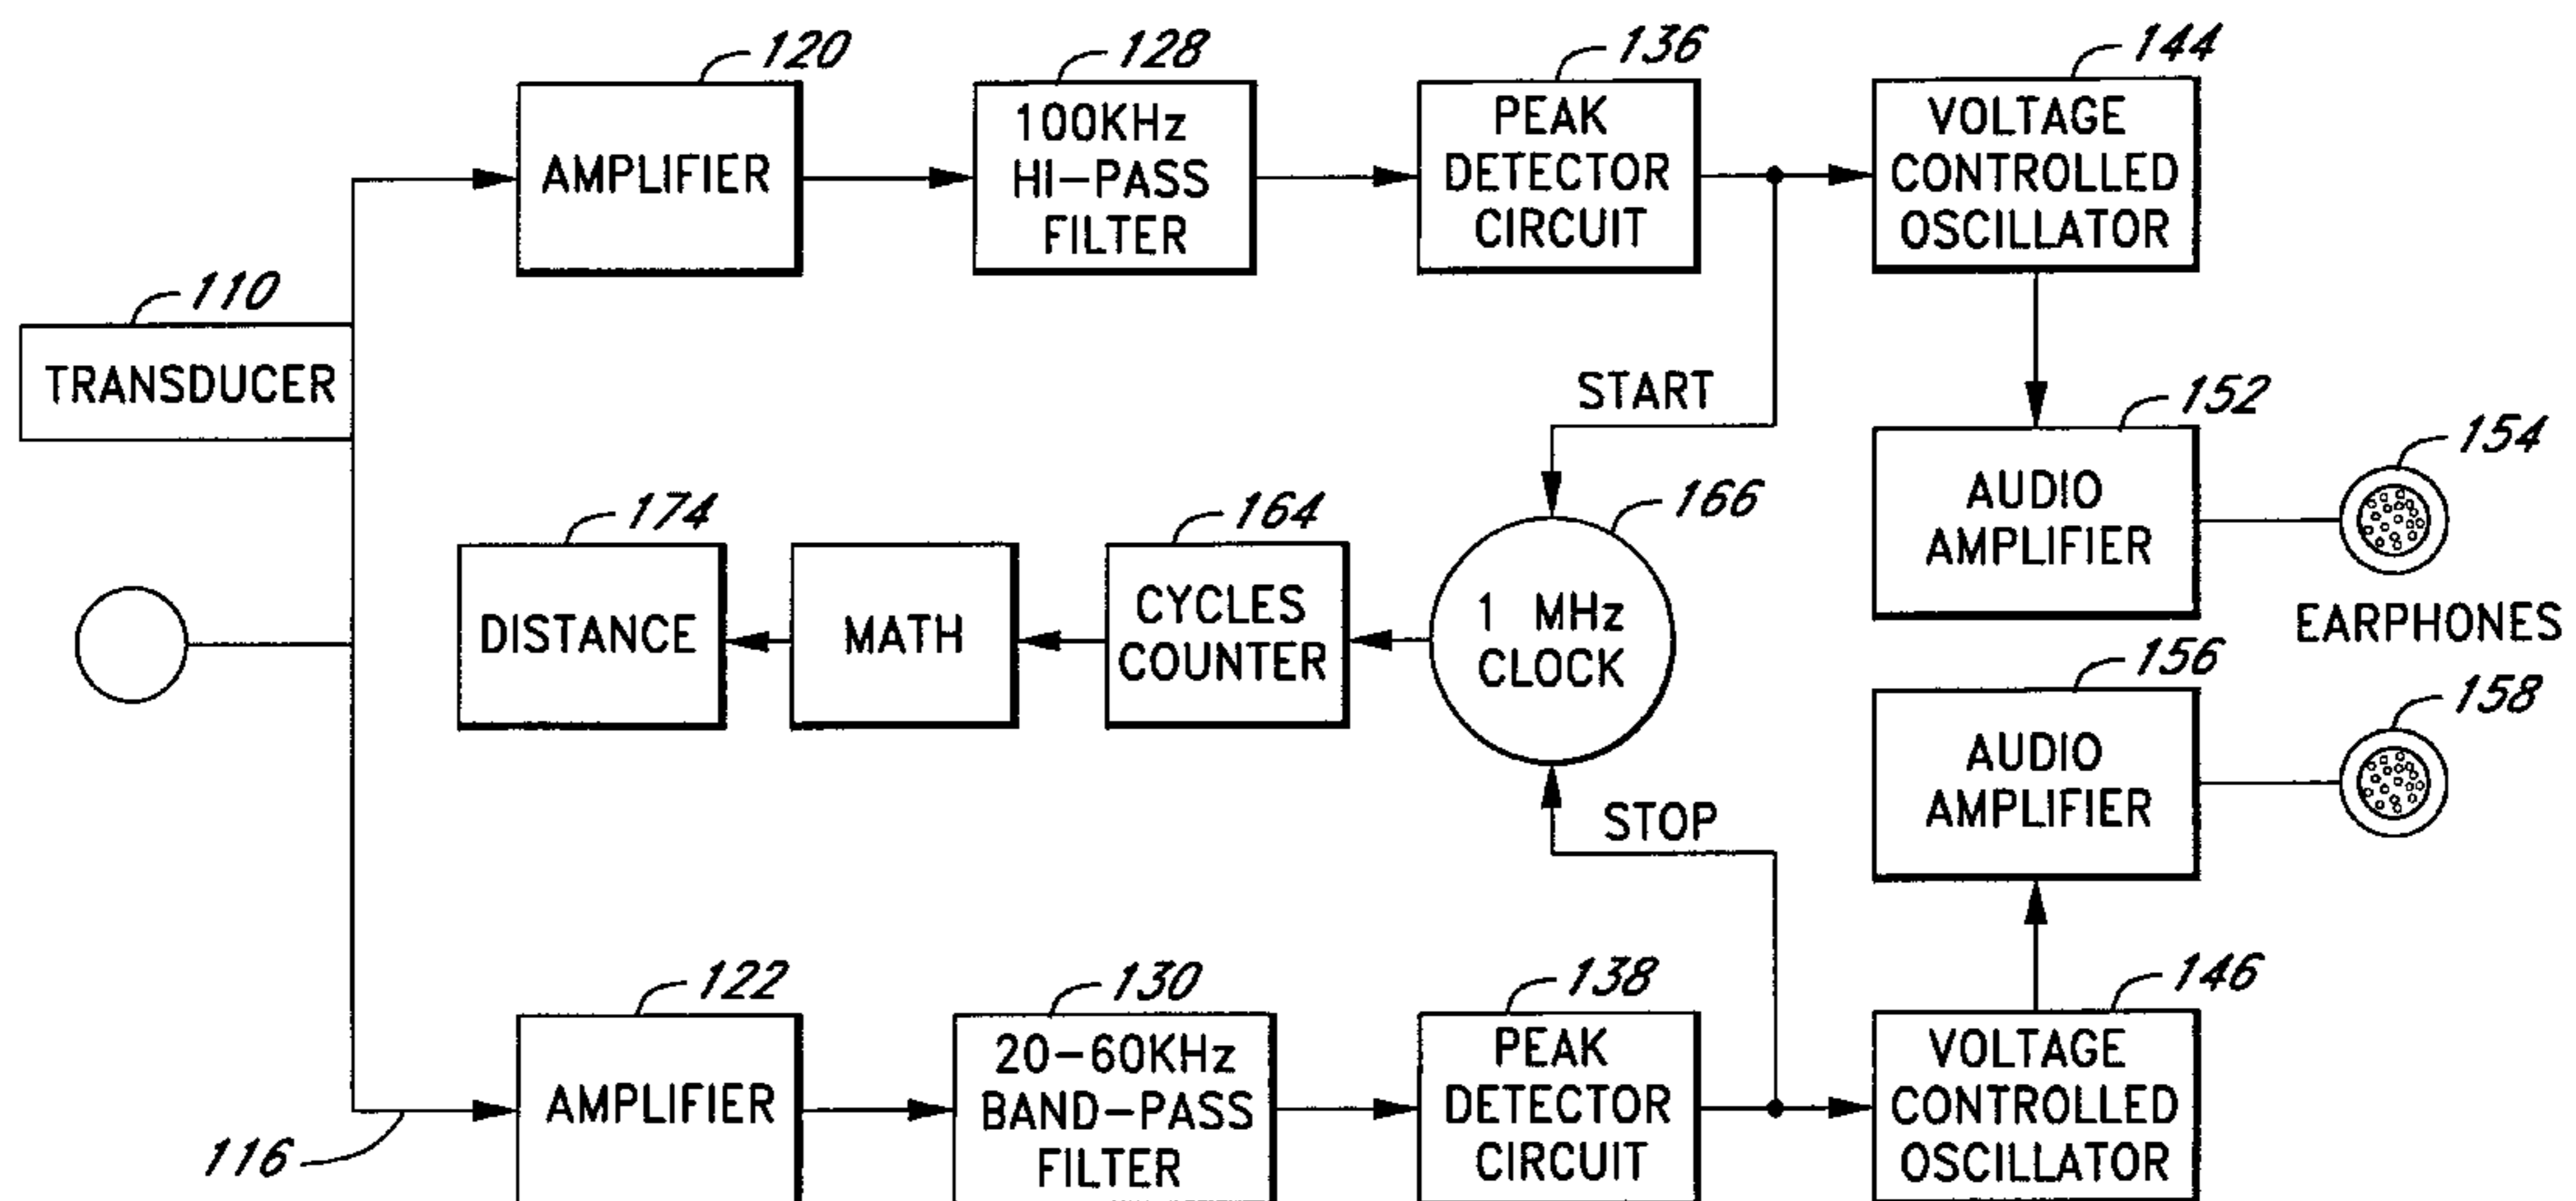 120
128
136
144
AMPLIFIER
100KHz
HI-PASS
FILTER
PEAK
DETECTOR
CIRCUIT
VOLTAGE
CONTROLLED
OSCILLATOR
110
TRANSDUCER
START
152
154
AUDIO
AMPLIFIER
174
164
166
DISTANCE
MATH
CYCLES
COUNTER
1 MHz
CLOCK
EARPHONES
156
158
AUDIO
AMPLIFIER
STOP
122
130
138
146
AMPLIFIER
20-60KHz
BAND-PASS
FILTER
PEAK
DETECTOR
CIRCUIT
VOLTAGE
CONTROLLED
OSCILLATOR
116